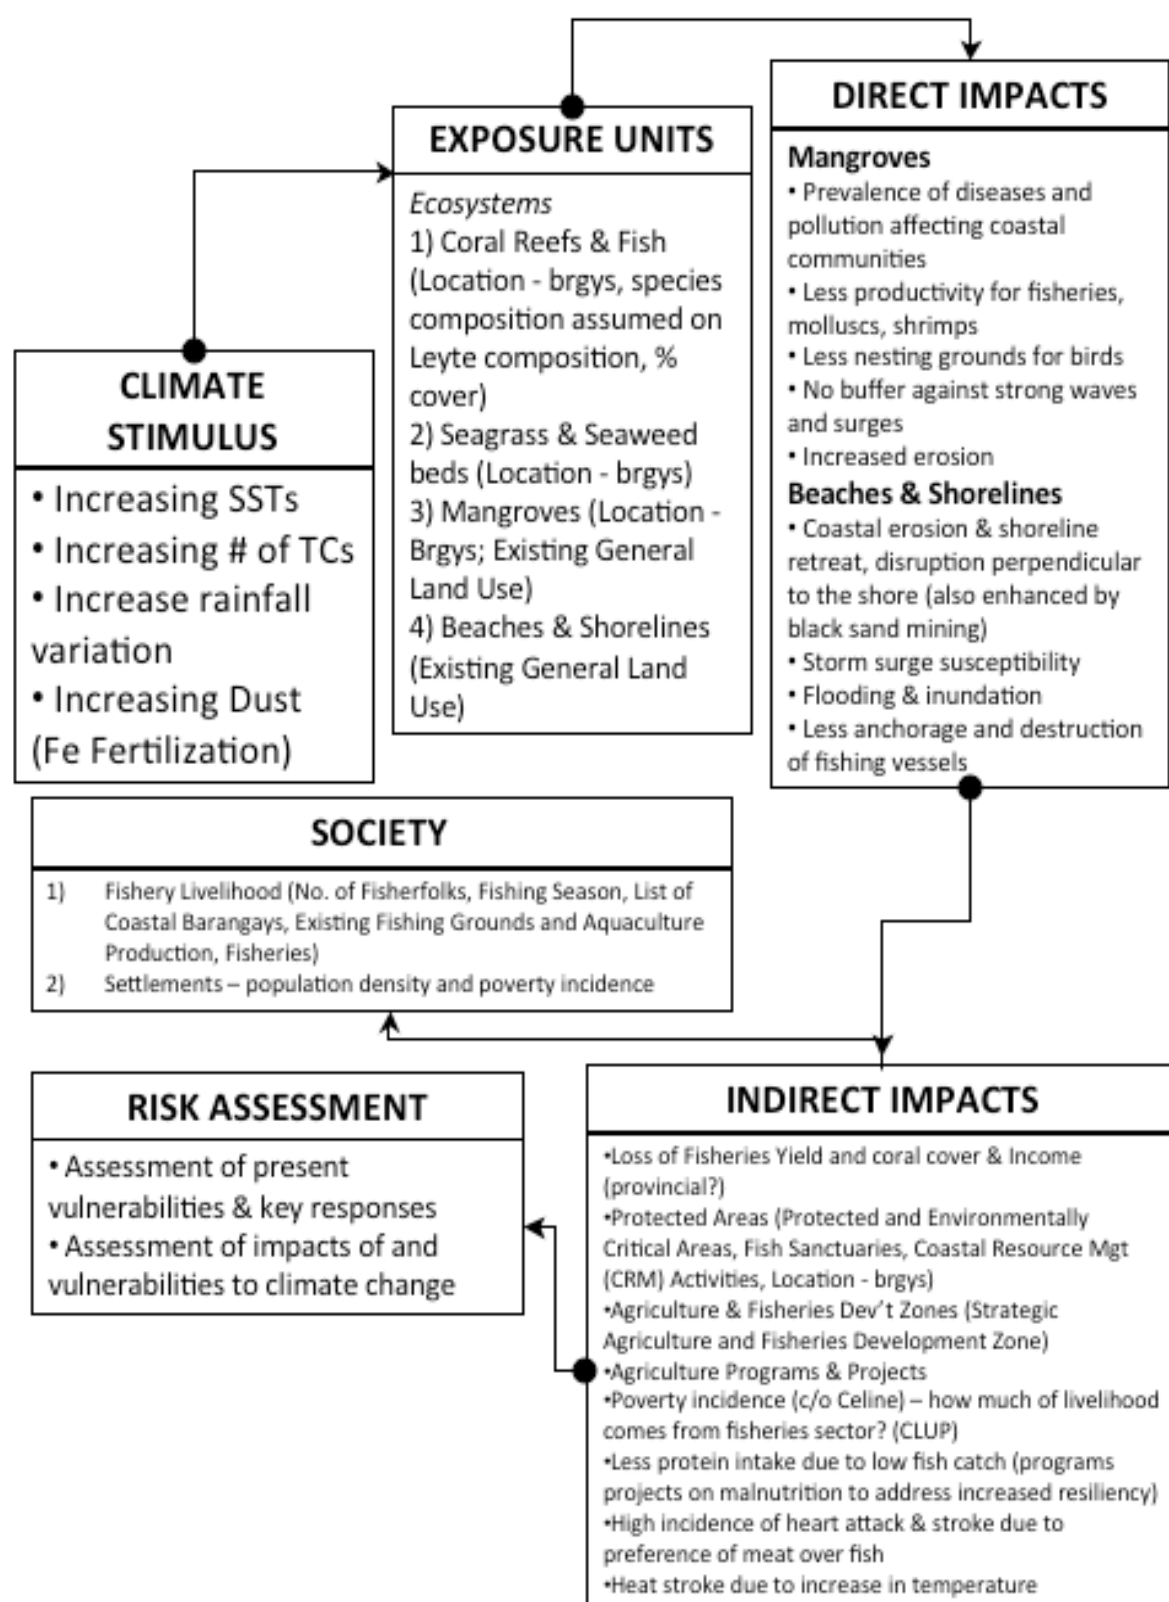 CLIMATE
STIMULUS
• Increasing SSTs
• Increasing # of TCs
• Increase rainfall
variation
• Increasing Dust
(Fe Fertilization)
EXPOSURE UNITS
Ecosystems
1) Coral Reefs & Fish
(Location - brgys, species
composition assumed on
Leyte composition, %
cover)
2) Seagrass & Seaweed
beds (Location - brgys)
3) Mangroves (Location -
Brgys; Existing General
Land Use)
4) Beaches & Shorelines
(Existing General Land
Use)
DIRECT IMPACTS
Mangroves
• Prevalence of diseases and
pollution affecting coastal
communities
• Less productivity for fisheries,
molluscs, shrimps
• Less nesting grounds for birds
• No buffer against strong waves
and surges
• Increased erosion
Beaches & Shorelines
• Coastal erosion & shoreline
retreat, disruption perpendicular
to the shore (also enhanced by
black sand mining)
• Storm surge susceptibility
• Flooding & inundation
• Less anchorage and destruction
of fishing vessels
SOCIETY
1) Fishery Livelihood (No. of Fisherfolks, Fishing Season, List of
Coastal Barangays, Existing Fishing Grounds and Aquaculture
Production, Fisheries)
2) Settlements – population density and poverty incidence
RISK ASSESSMENT
• Assessment of present
vulnerabilities & key responses
• Assessment of impacts of and
vulnerabilities to climate change
INDIRECT IMPACTS
•Loss of Fisheries Yield and coral cover & Income
(provincial?)
•Protected Areas (Protected and Environmentally
Critical Areas, Fish Sanctuaries, Coastal Resource Mgt
(CRM) Activities, Location - brgys)
•Agriculture & Fisheries Dev’t Zones (Strategic
Agriculture and Fisheries Development Zone)
•Agriculture Programs & Projects
•Poverty incidence (c/o Celine) – how much of livelihood
comes from fisheries sector? (CLUP)
•Less protein intake due to low fish catch (programs
projects on malnutrition to address increased resiliency)
•High incidence of heart attack & stroke due to
preference of meat over fish
•Heat stroke due to increase in temperature